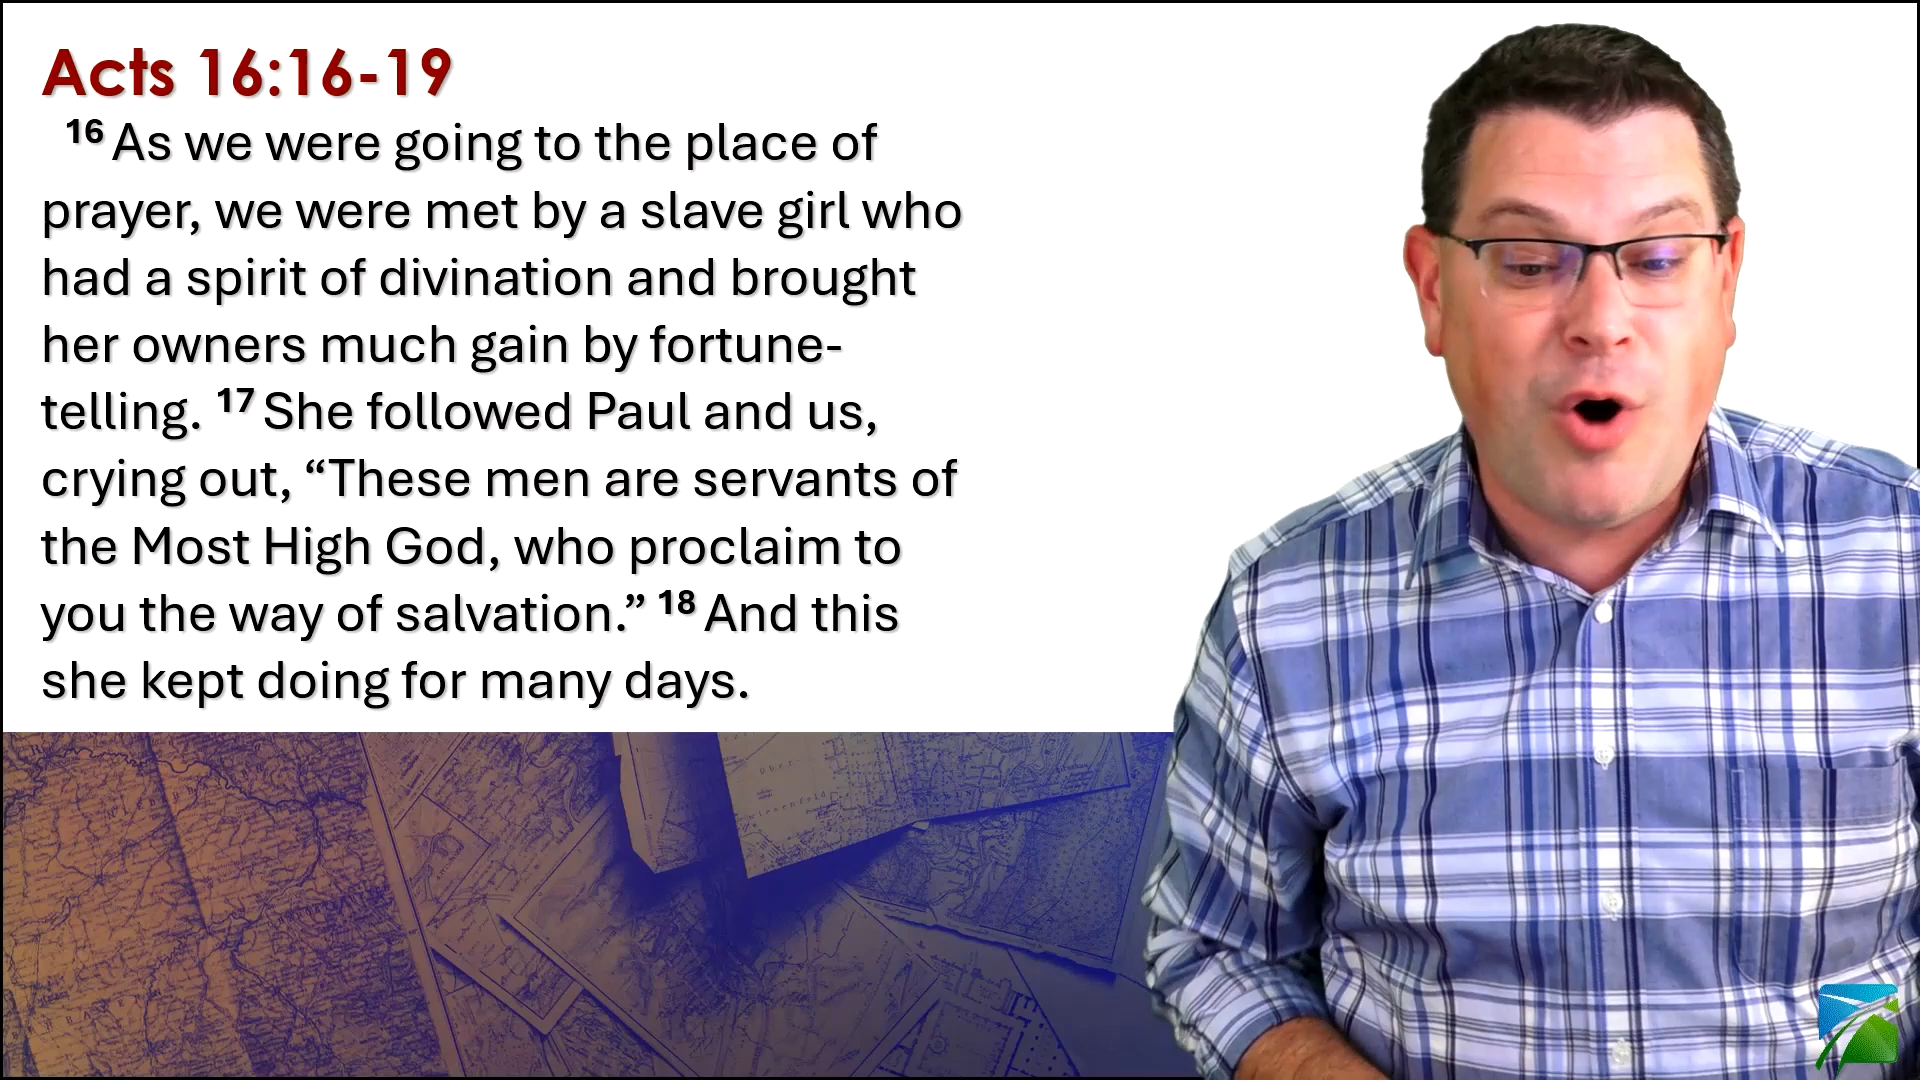 Acts 16:16-19
16 As we were going to the place of
prayer, we were met by a slave girl who
had a spirit of divination and brought
her owners much gain by fortune-
telling. 17 She followed Paul and us,
crying out, “These men are servants of
the Most High God, who proclaim to
you the way of salvation.” 18 And this
she kept doing for many days.